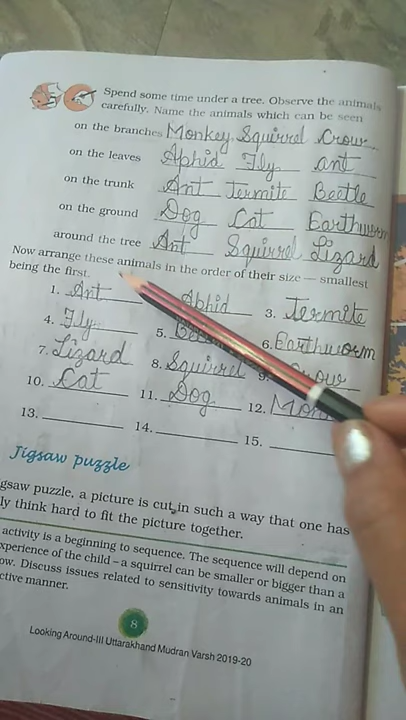 Spend some time under a tree. Observe the animals
carefully. Name the animals which can be seen
on the branches Monkey Squirrel Crow
on the leaves Aphid Fly ant
on the trunk Ant Termite Beetle
on the ground Dog Cat Earthworm
around the tree Ant Squirrel Lizard
Now arrange these animals in the order of their size — smallest
being the first.
1. Ant Aphid 3. Termite
4. Fly 5. 6. Earthworm
7. Lizard 8. Squirrel 9. Crow
10. Cat 11. Dog 12.
13. 14. 15.
Jigsaw puzzle
gsaw puzzle, a picture is cut in such a way that one has
ly think hard to fit the picture together.
activity is a beginning to sequence. The sequence will depend on
xperience of the child – a squirrel can be smaller or bigger than a
ow. Discuss issues related to sensitivity towards animals in an
ctive manner.
8
Looking Around-III Uttarakhand Mudran Varsh 2019-20